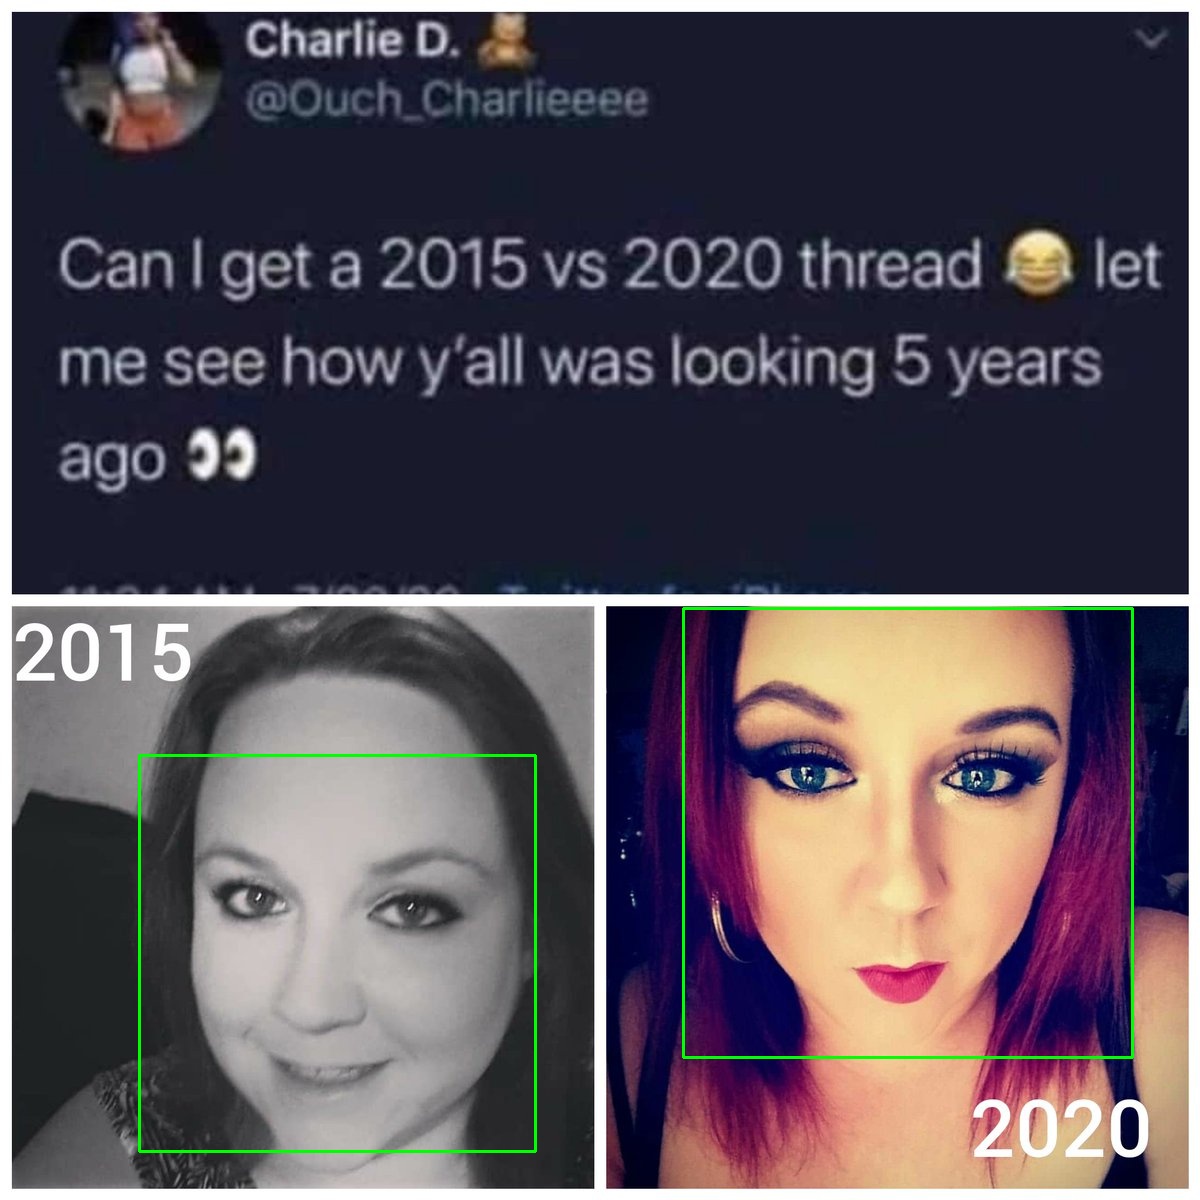 Charlie D. 🧸
@Ouch_Charlieeee
Can I get a 2015 vs 2020 thread 😂 let
me see how y'all was looking 5 years
ago 👀
2015
2020